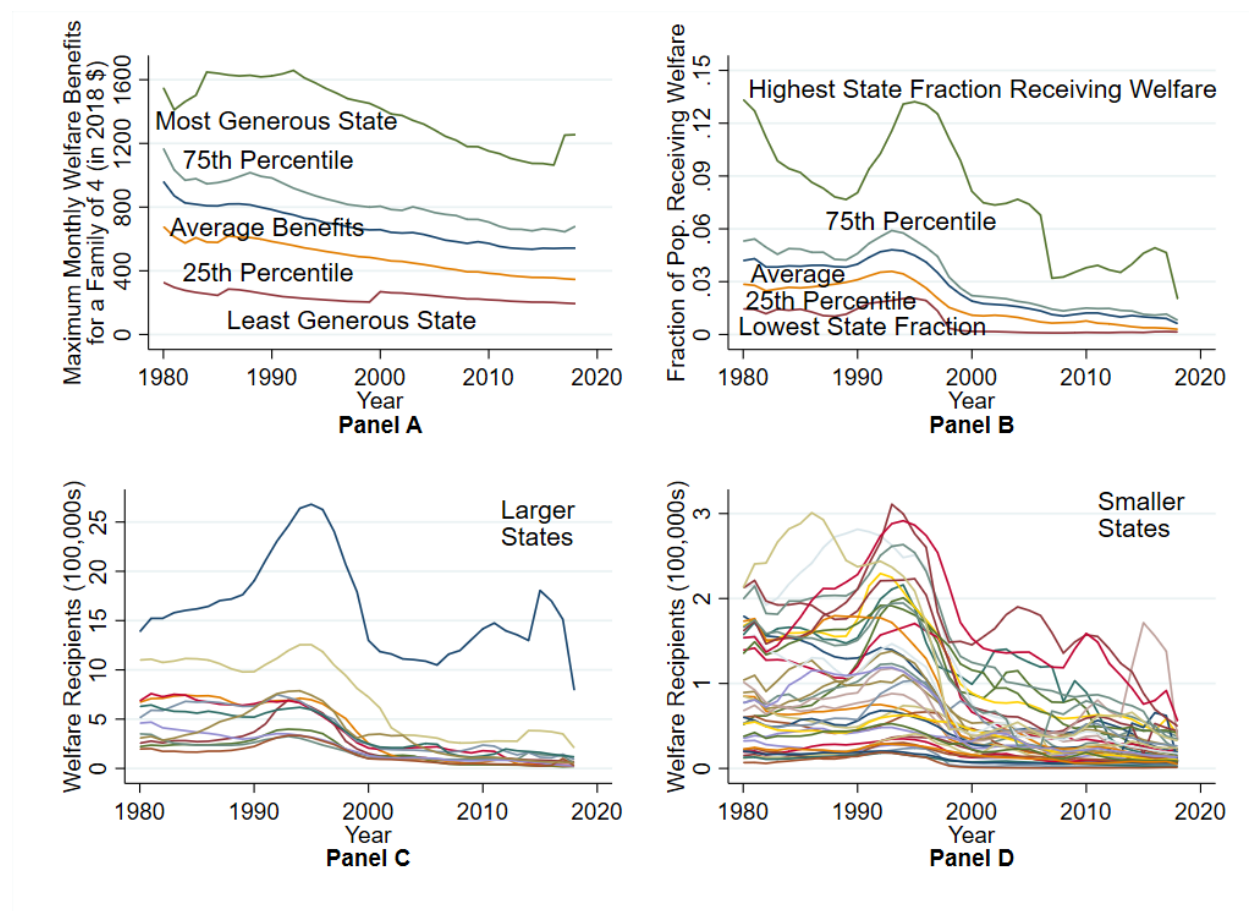 Maximum Monthly Welfare Benefits
for a Family of 4 (in 2018 $)
1600
1200
800
400
0
Most Generous State
75th Percentile
Average Benefits
25th Percentile
Least Generous State
1980 1990 2000 2010 2020
Year
Panel A
Fraction of Pop. Receiving Welfare
.15
.12
.09
.06
.03
0
Highest State Fraction Receiving Welfare
75th Percentile
Average
25th Percentile
Lowest State Fraction
1980 1990 2000 2010 2020
Year
Panel B
Welfare Recipients (100,000s)
25
20
15
10
5
0
Larger
States
1980 1990 2000 2010 2020
Year
Panel C
Welfare Recipients (100,000s)
3
2
1
0
Smaller
States
1980 1990 2000 2010 2020
Year
Panel D